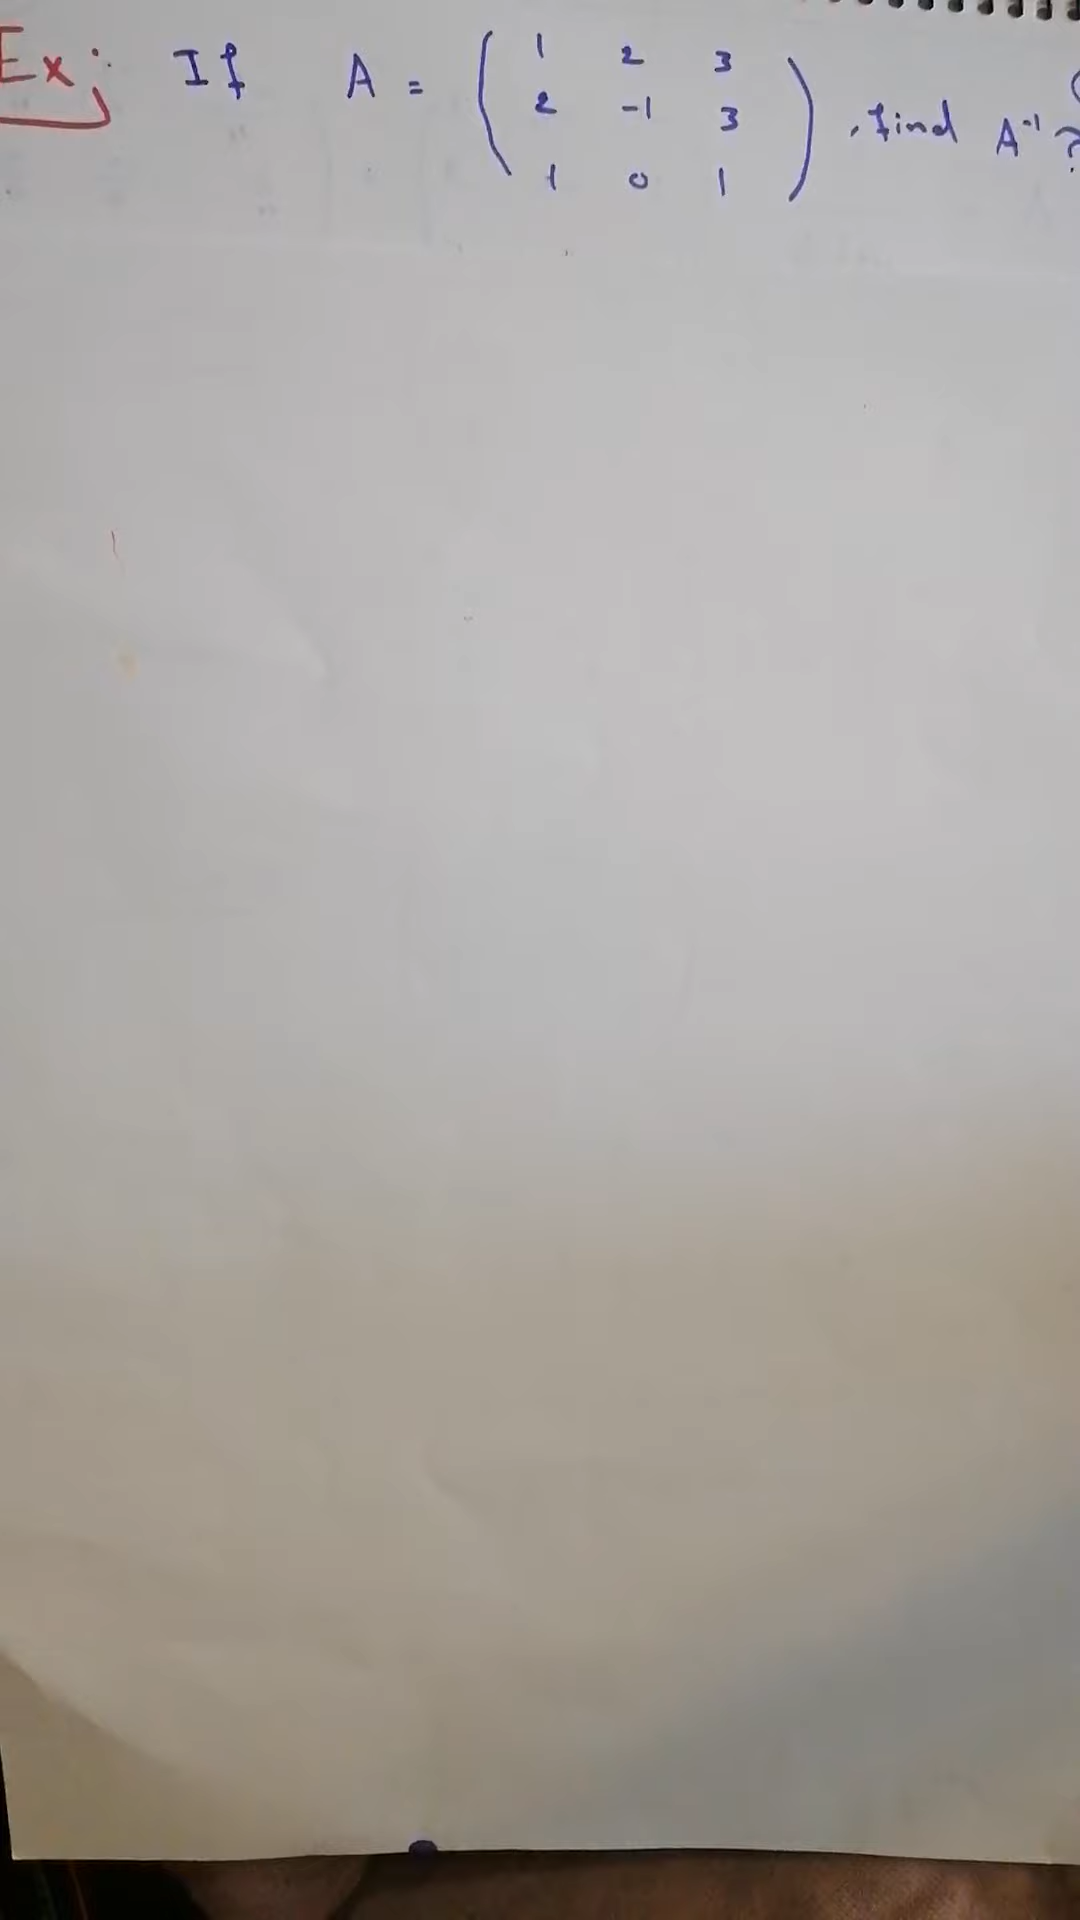 Ex: If A = ( 1 2 3
2 -1 3
1 0 1 ) , find A⁻¹ ?